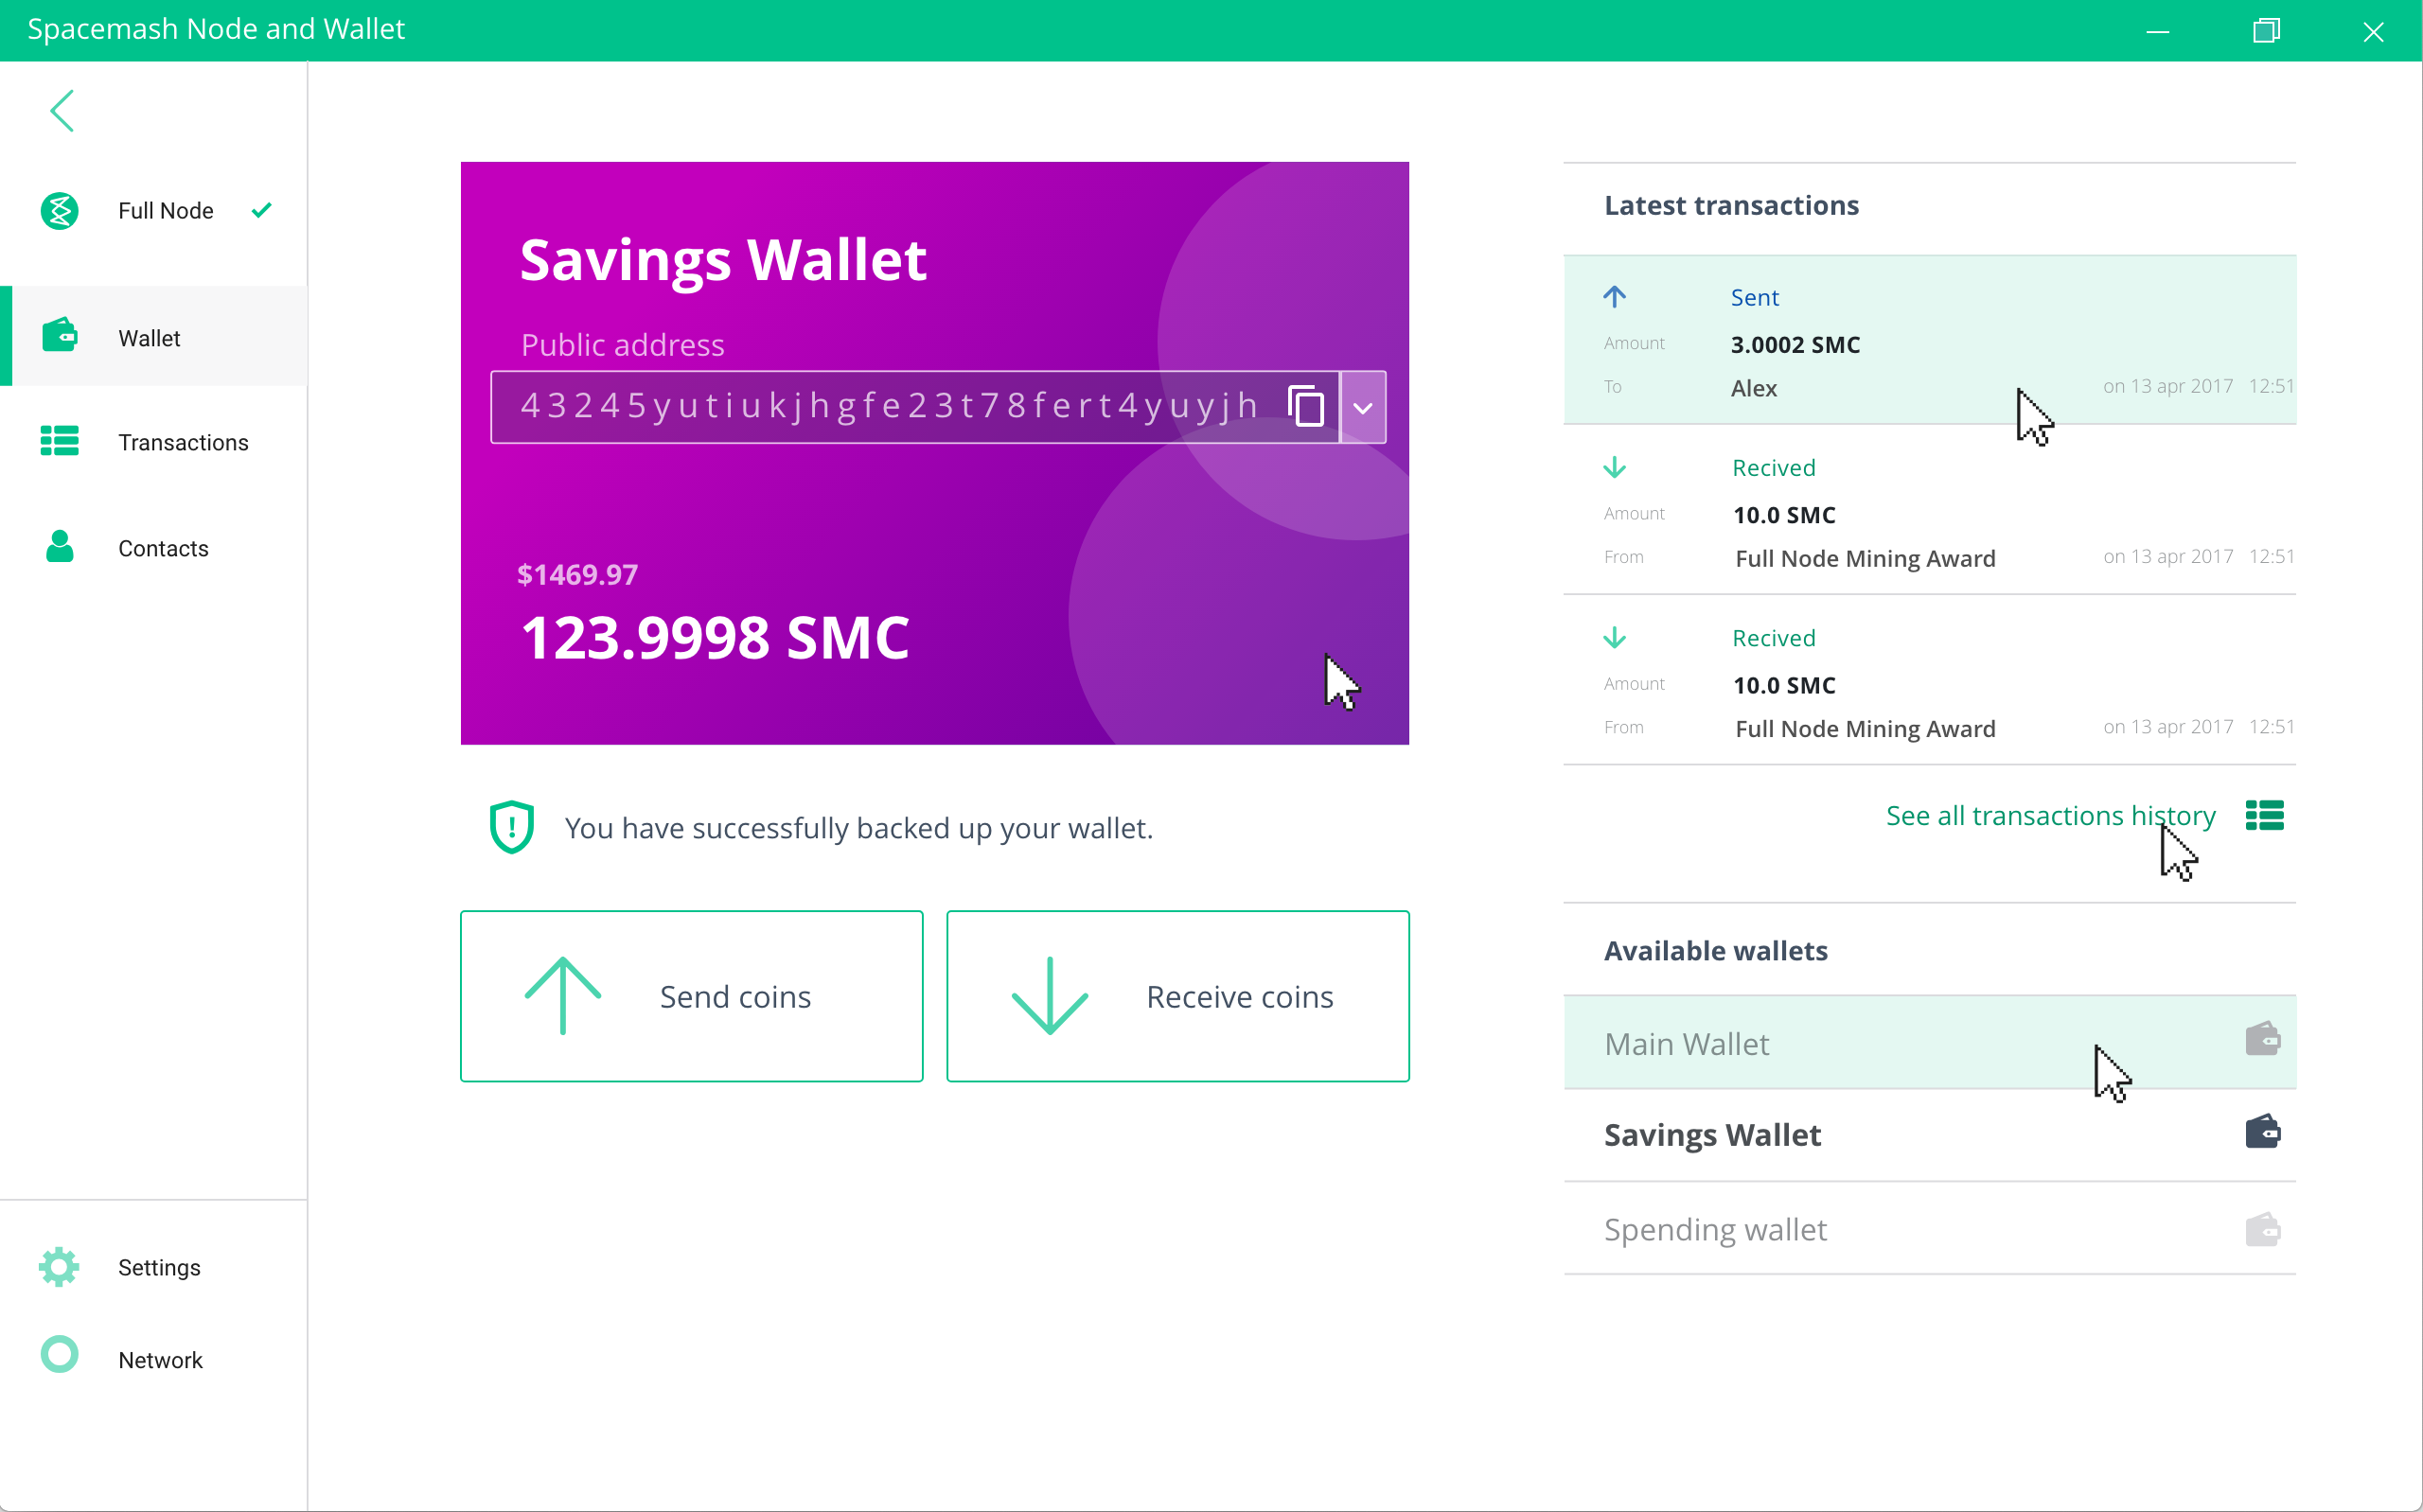 Spacemash Node and Wallet
Full Node
Wallet
Transactions
Contacts
Settings
Network
Savings Wallet
Public address
43245yutiukjhgfe23t78fert4yuyjh
$1469.97
123.9998 SMC
You have successfully backed up your wallet.
Send coins
Receive coins
Latest transactions
Sent
Amount 3.0002 SMC
To Alex on 13 apr 2017 12:51
Recived
Amount 10.0 SMC
From Full Node Mining Award on 13 apr 2017 12:51
Recived
Amount 10.0 SMC
From Full Node Mining Award on 13 apr 2017 12:51
See all transactions history
Available wallets
Main Wallet
Savings Wallet
Spending wallet